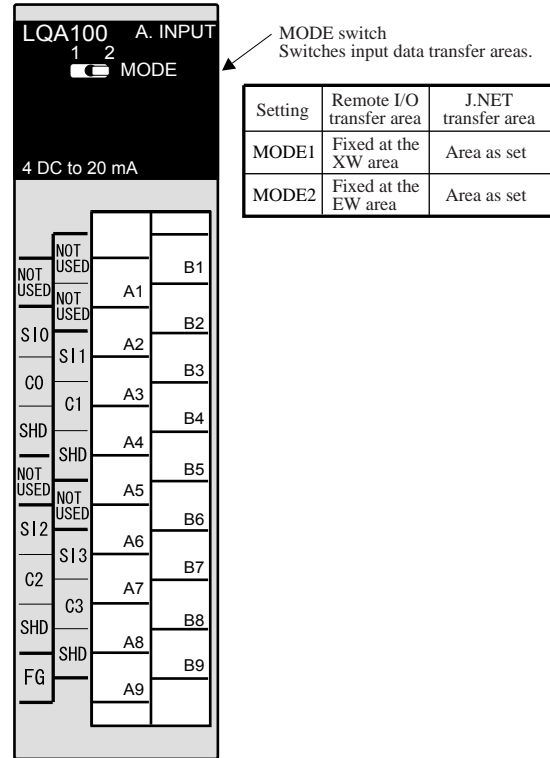 LQA100 A. INPUT
1 2
MODE
4 DC to 20 mA
MODE switch
Switches input data transfer areas.
Setting Remote I/O transfer area J.NET transfer area
MODE1 Fixed at the XW area Area as set
MODE2 Fixed at the EW area Area as set
NOT USED
SI0
C0
SHD
NOT USED
SI2
C2
SHD
FG
NOT USED
NOT USED
SI1
C1
SHD
NOT USED
SI3
C3
SHD
A1
A2
A3
A4
A5
A6
A7
A8
A9
B1
B2
B3
B4
B5
B6
B7
B8
B9